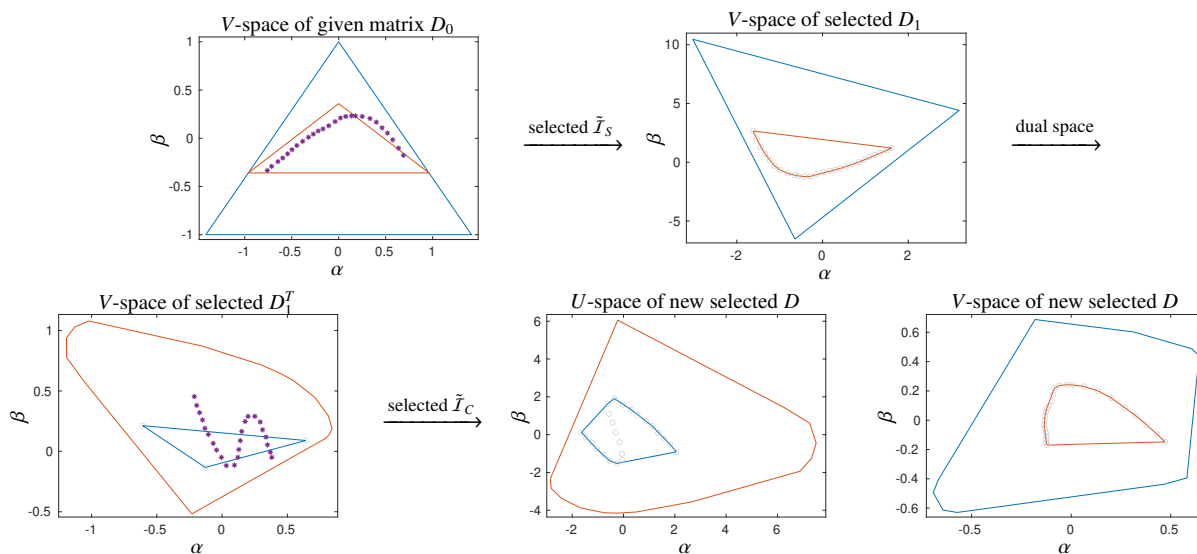 V-space of given matrix D₀
V-space of selected D₁
1
0.5
0
-0.5
-1
β
-1
-0.5
0
0.5
1
α
selected Ĩ_S
10
5
0
-5
β
-2
0
2
α
dual space
V-space of selected D₁ᵀ
U-space of new selected D
V-space of new selected D
1
0.5
0
-0.5
β
-1
-0.5
0
0.5
α
selected Ĩ_C
6
4
2
0
-2
-4
β
-2
0
2
4
6
α
0.6
0.4
0.2
0
-0.2
-0.4
-0.6
β
-0.5
0
0.5
α